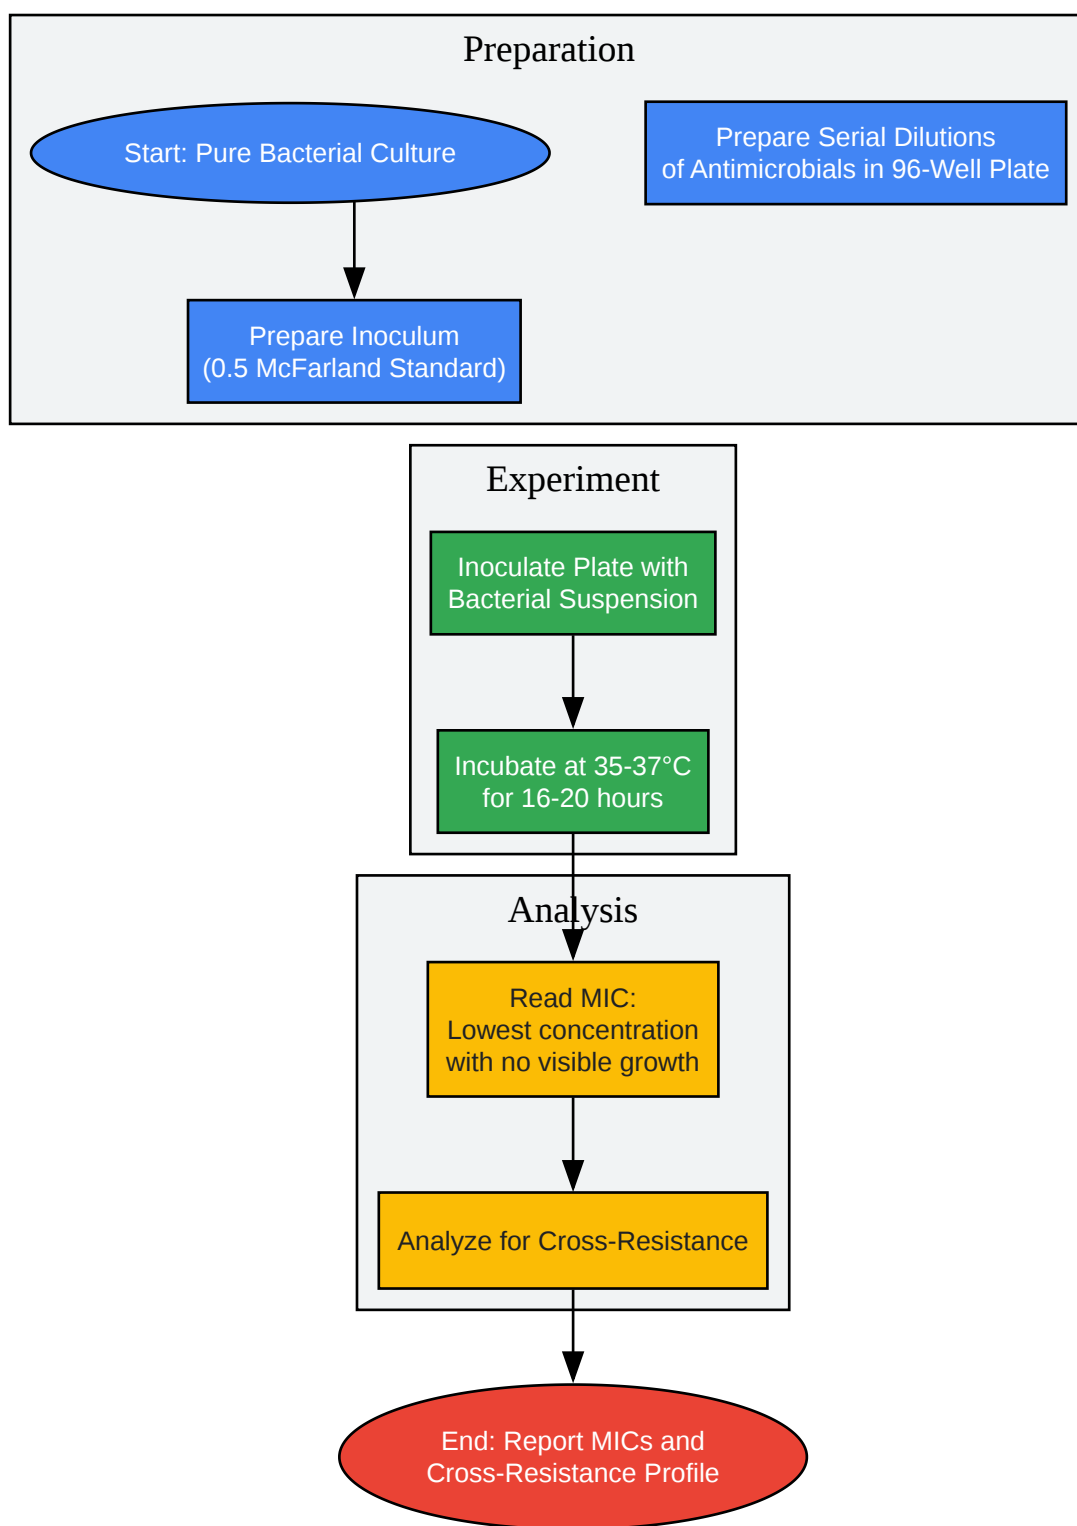 Preparation
Start: Pure Bacterial Culture
Prepare Serial Dilutions
of Antimicrobials in 96-Well Plate
Prepare Inoculum
(0.5 McFarland Standard)
Experiment
Inoculate Plate with
Bacterial Suspension
Incubate at 35-37°C
for 16-20 hours
Analysis
Read MIC:
Lowest concentration
with no visible growth
Analyze for Cross-Resistance
End: Report MICs and
Cross-Resistance Profile